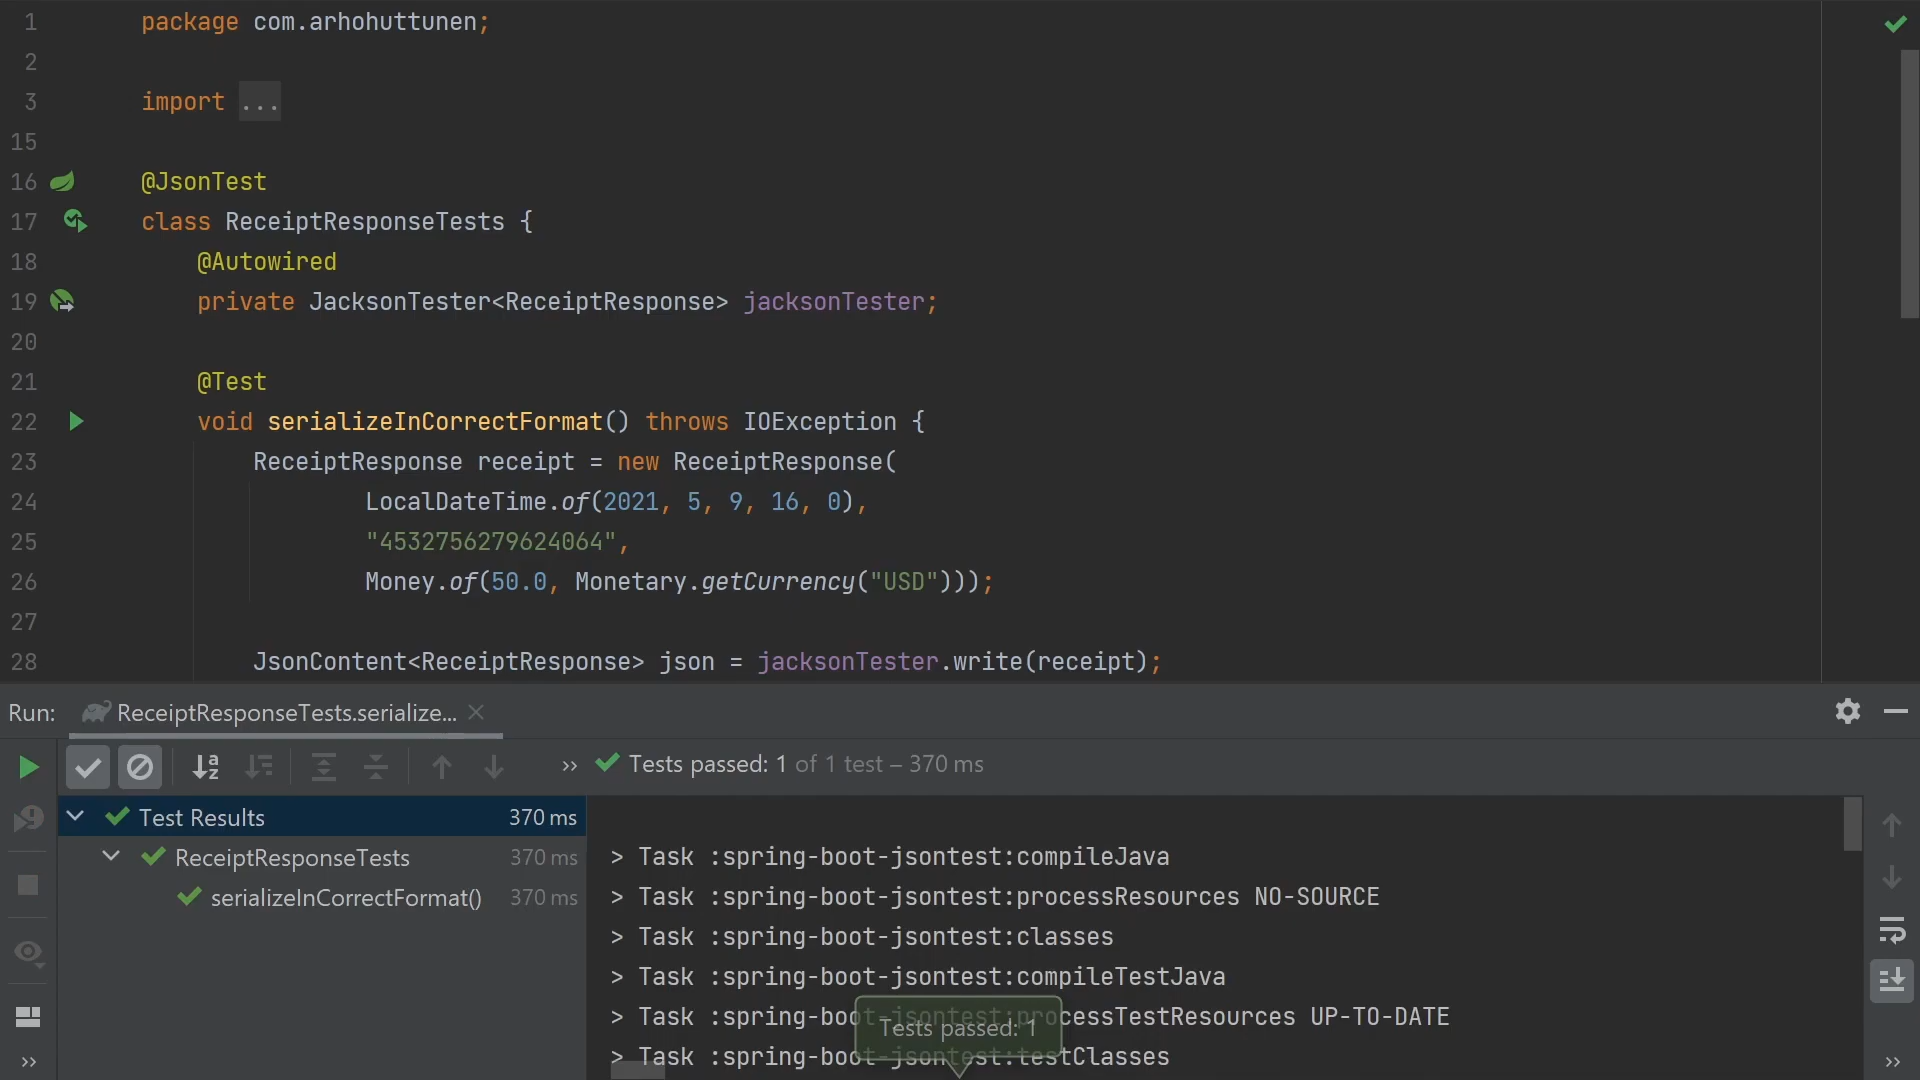 1 package com.arhohuttunen;
2
3 import ...
15
16 @JsonTest
17 class ReceiptResponseTests {
18 @Autowired
19 private JacksonTester<ReceiptResponse> jacksonTester;
20
21 @Test
22 void serializeInCorrectFormat() throws IOException {
23 ReceiptResponse receipt = new ReceiptResponse(
24 LocalDateTime.of(2021, 5, 9, 16, 0),
25 "4532756279624064",
26 Money.of(50.0, Monetary.getCurrency("USD")));
27
28 JsonContent<ReceiptResponse> json = jacksonTester.write(receipt);
Run: ReceiptResponseTests.serialize...
» Tests passed: 1 of 1 test – 370 ms
Test Results 370 ms
ReceiptResponseTests 370 ms
serializeInCorrectFormat() 370 ms
> Task :spring-boot-jsontest:compileJava
> Task :spring-boot-jsontest:processResources NO-SOURCE
> Task :spring-boot-jsontest:classes
> Task :spring-boot-jsontest:compileTestJava
> Task :spring-boot-jsontest:processTestResources UP-TO-DATE
Tests passed: 1
> Task :spring-boot-jsontest:testClasses